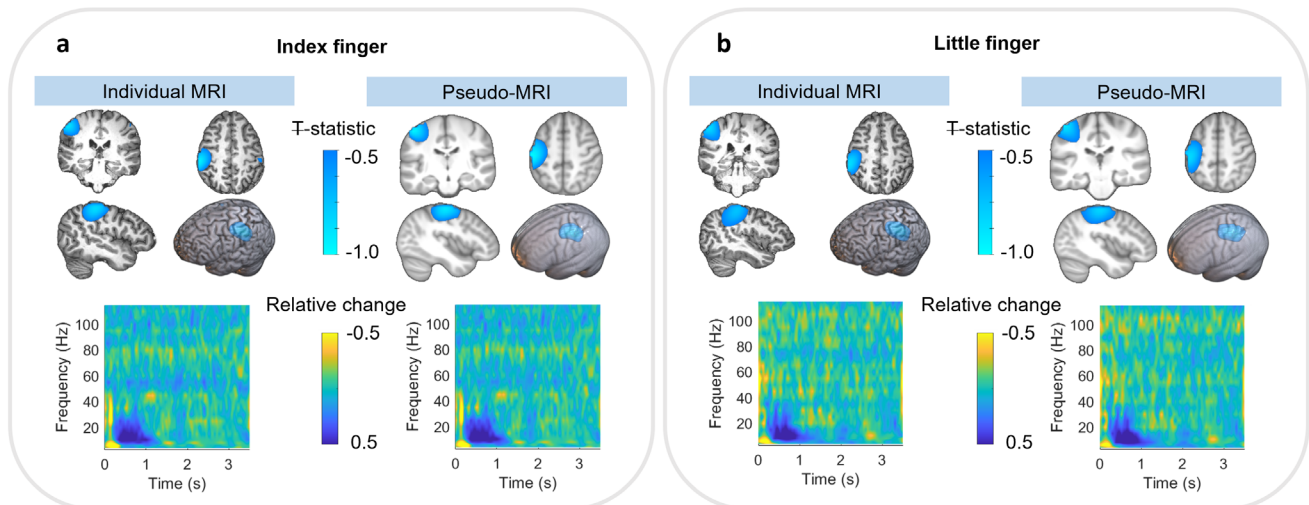 a
Index finger
Individual MRI
Pseudo-MRI
T-statistic
-0.5
-1.0
Relative change
-0.5
0.5
Frequency (Hz)
100
80
60
40
20
0 1 2 3
Time (s)
Frequency (Hz)
100
80
60
40
20
0 1 2 3
Time (s)
b
Little finger
Individual MRI
Pseudo-MRI
T-statistic
-0.5
-1.0
Relative change
-0.5
0.5
Frequency (Hz)
100
80
60
40
20
0 1 2 3
Time (s)
Frequency (Hz)
100
80
60
40
20
0 1 2 3
Time (s)